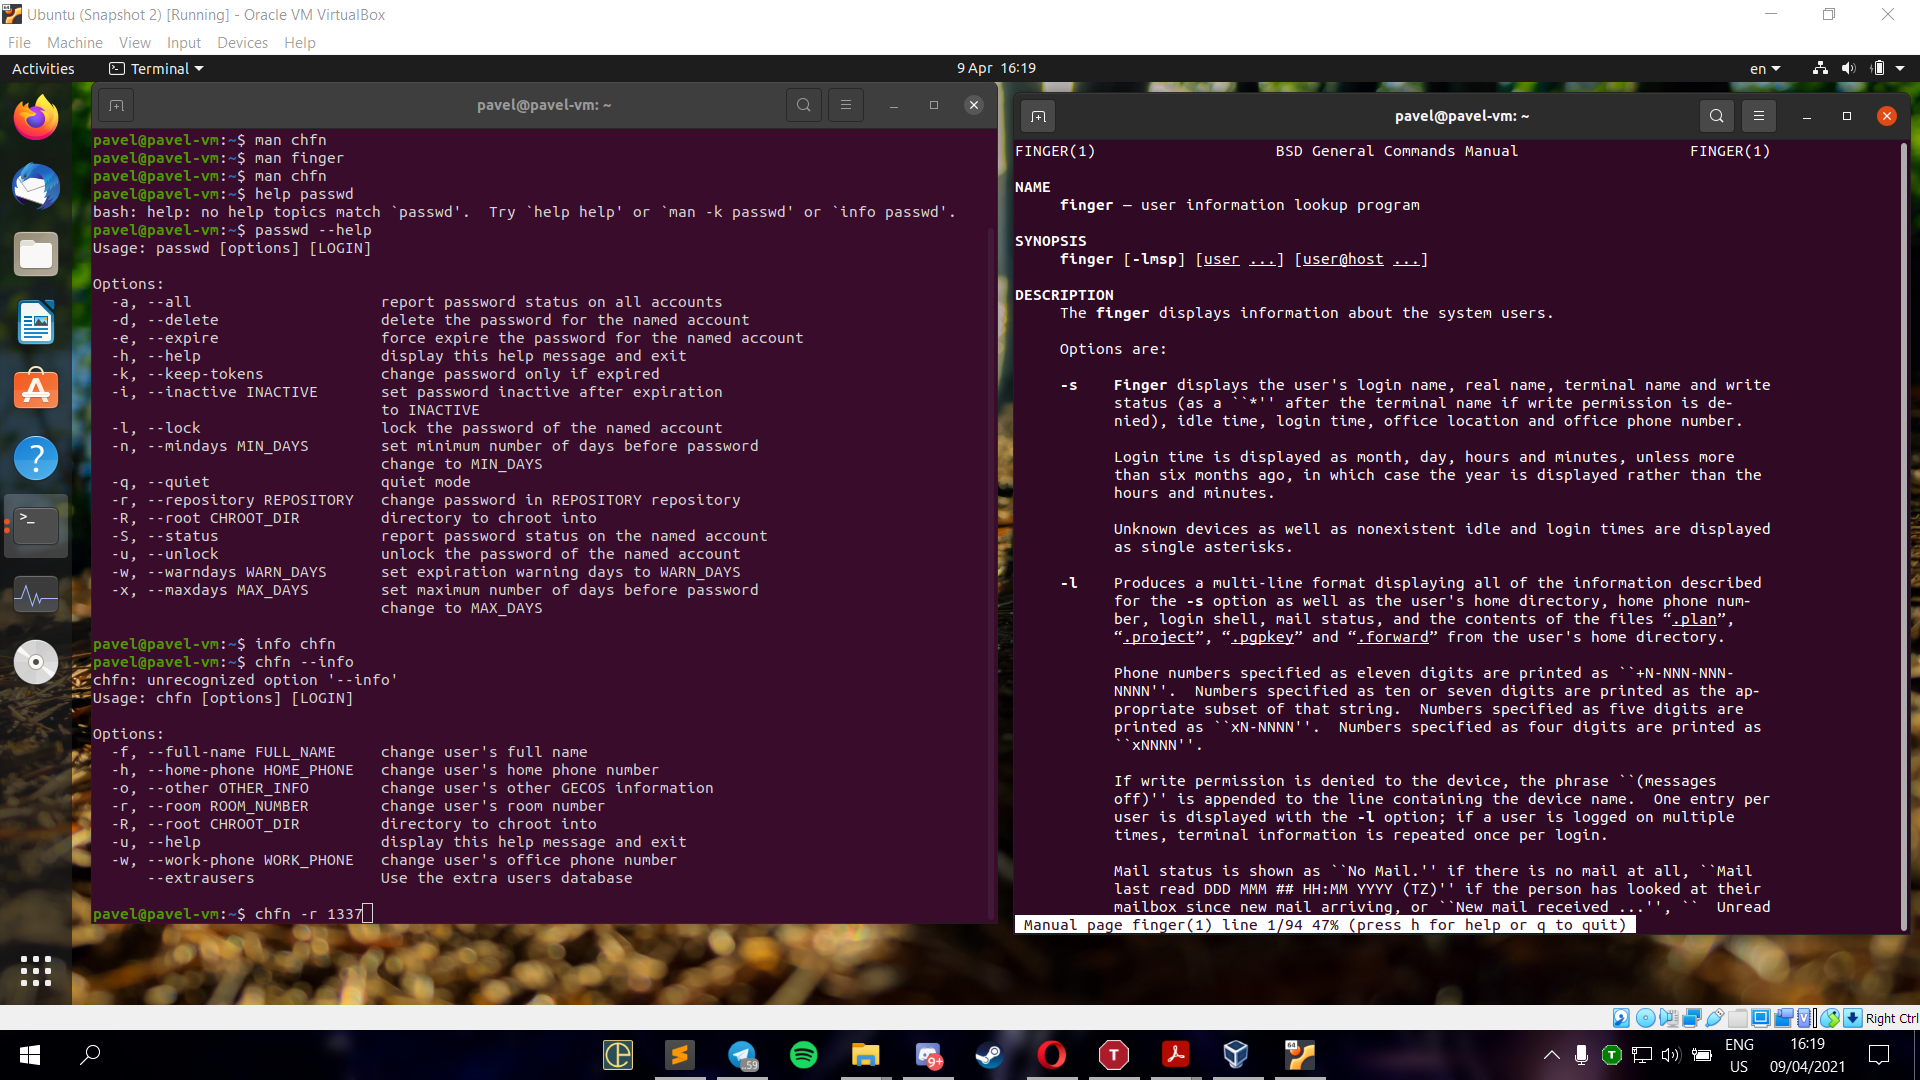 Ubuntu (Snapshot 2) [Running] - Oracle VM VirtualBox
File Machine View Input Devices Help
Activities Terminal 9 Apr 16:19 en
pavel@pavel-vm: ~
pavel@pavel-vm:~$ man chfn
pavel@pavel-vm:~$ man finger
pavel@pavel-vm:~$ man chfn
pavel@pavel-vm:~$ help passwd
bash: help: no help topics match `passwd'.  Try `help help' or `man -k passwd' or `info passwd'.
pavel@pavel-vm:~$ passwd --help
Usage: passwd [options] [LOGIN]
Options:
-a, --all report password status on all accounts
-d, --delete delete the password for the named account
-e, --expire force expire the password for the named account
-h, --help display this help message and exit
-k, --keep-tokens change password only if expired
-i, --inactive INACTIVE set password inactive after expiration
to INACTIVE
-l, --lock lock the password of the named account
-n, --mindays MIN_DAYS set minimum number of days before password
change to MIN_DAYS
-q, --quiet quiet mode
-r, --repository REPOSITORY change password in REPOSITORY repository
-R, --root CHROOT_DIR directory to chroot into
-S, --status report password status on the named account
-u, --unlock unlock the password of the named account
-w, --warndays WARN_DAYS set expiration warning days to WARN_DAYS
-x, --maxdays MAX_DAYS set maximum number of days before password
change to MAX_DAYS
pavel@pavel-vm:~$ info chfn
pavel@pavel-vm:~$ chfn --info
chfn: unrecognized option '--info'
Usage: chfn [options] [LOGIN]
Options:
-f, --full-name FULL_NAME change user's full name
-h, --home-phone HOME_PHONE change user's home phone number
-o, --other OTHER_INFO change user's other GECOS information
-r, --room ROOM_NUMBER change user's room number
-R, --root CHROOT_DIR directory to chroot into
-u, --help display this help message and exit
-w, --work-phone WORK_PHONE change user's office phone number
--extrausers Use the extra users database
pavel@pavel-vm:~$ chfn -r 1337
pavel@pavel-vm: ~
FINGER(1) BSD General Commands Manual FINGER(1)
NAME
finger — user information lookup program
SYNOPSIS
finger [-lmsp] [user ...] [user@host ...]
DESCRIPTION
The finger displays information about the system users.
Options are:
-s Finger displays the user's login name, real name, terminal name and write
status (as a ``*'' after the terminal name if write permission is de-
nied), idle time, login time, office location and office phone number.
Login time is displayed as month, day, hours and minutes, unless more
than six months ago, in which case the year is displayed rather than the
hours and minutes.
Unknown devices as well as nonexistent idle and login times are displayed
as single asterisks.
-l Produces a multi-line format displaying all of the information described
for the -s option as well as the user's home directory, home phone num-
ber, login shell, mail status, and the contents of the files “.plan”,
“.project”, “.pgpkey” and “.forward” from the user's home directory.
Phone numbers specified as eleven digits are printed as ``+N-NNN-NNN-
NNNN''.  Numbers specified as ten or seven digits are printed as the ap-
propriate subset of that string.  Numbers specified as five digits are
printed as ``xN-NNNN''.  Numbers specified as four digits are printed as
``xNNNN''.
If write permission is denied to the device, the phrase ``(messages
off)'' is appended to the line containing the device name.  One entry per
user is displayed with the -l option; if a user is logged on multiple
times, terminal information is repeated once per login.
Mail status is shown as ``No Mail.'' if there is no mail at all, ``Mail
last read DDD MMM ## HH:MM YYYY (TZ)'' if the person has looked at their
mailbox since new mail arriving, or ``New mail received ...'', ``  Unread
Manual page finger(1) line 1/94 47% (press h for help or q to quit)
Right Ctrl
59
9+
64
ENG
US
16:19
09/04/2021